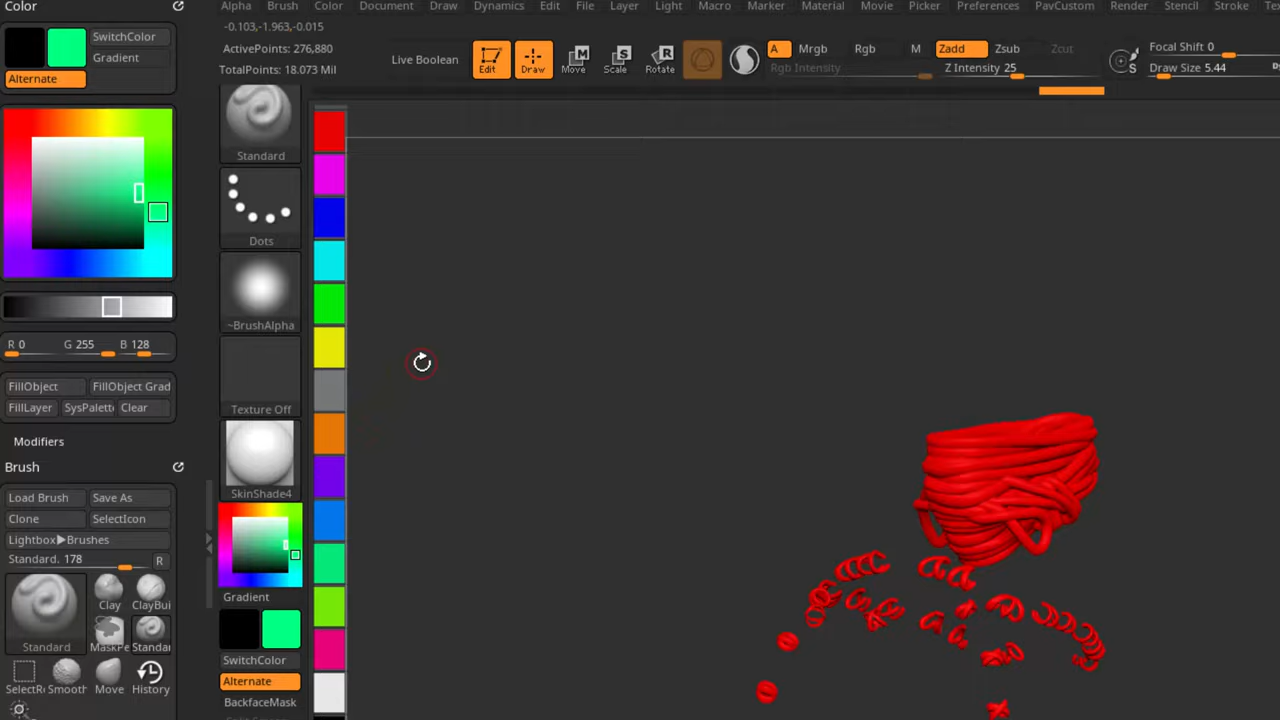 Color
SwitchColor
Gradient
Alternate
R 0 G 255 B 128
FillObject FillObject Grad
FillLayer SysPalett Clear
Modifiers
Brush
Load Brush Save As
Clone SelectIcon
Lightbox▶Brushes
Standard. 178 R
Standard
Clay ClayBui
MaskPe Standar
SelectRe Smooth Move History
Alpha Brush Color Document Draw Dynamics Edit File Layer Light Macro Marker Material Movie Picker Preferences PavCustom Render Stencil Stroke Te
-0.103,-1.963,-0.015
ActivePoints: 276,880
TotalPoints: 18.073 Mil
Live Boolean
Edit Draw Move Scale Rotate
A Mrgb Rgb M
Rgb Intensity
Zadd Zsub Zcut
Z Intensity 25
S
Focal Shift 0
Draw Size 5.44
Standard
Dots
~BrushAlpha
Texture Off
SkinShade4
Gradient
SwitchColor
Alternate
BackfaceMask